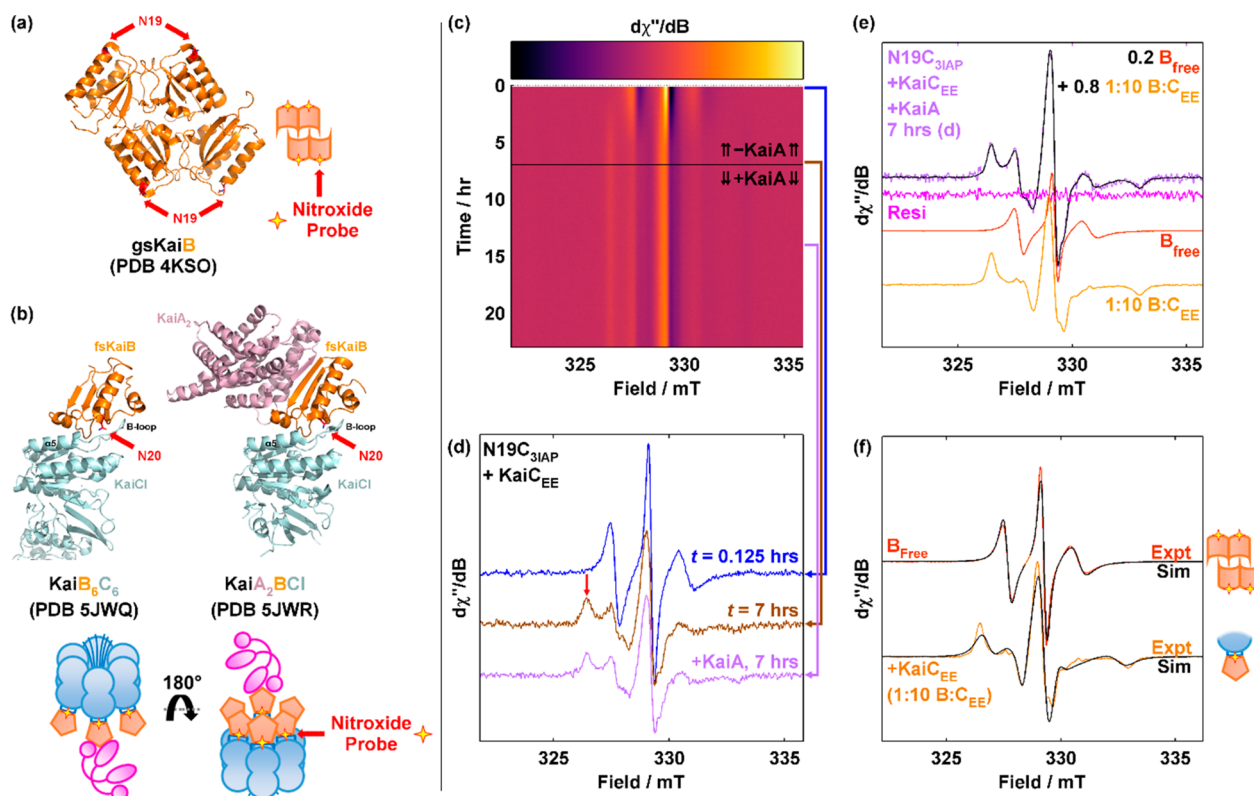 (a)
N19
N19
Nitroxide
Probe
gsKaiB
(PDB 4KSO)
(b)
KaiA2
fsKaiB
fsKaiB
B-loop
B-loop
α5
α5
N20
N20
KaiCI
KaiCI
KaiB6C6
(PDB 5JWQ)
KaiA2BCI
(PDB 5JWR)
180°
Nitroxide
Probe
(c)
dχ"/dB
0
5
10
15
20
Time / hr
⇈−KaiA⇈
⇊+KaiA⇊
325 330 335
Field / mT
(d)
N19C3IAP
+ KaiCEE
t = 0.125 hrs
t = 7 hrs
+KaiA, 7 hrs
dχ"/dB
325 330 335
Field / mT
(e)
N19C3IAP
+KaiCEE
+KaiA
7 hrs (d)
0.2 Bfree
+ 0.8 1:10 B:CEE
Resi
Bfree
1:10 B:CEE
dχ"/dB
325 330 335
Field / mT
(f)
BFree
Expt
Sim
+KaiCEE
(1:10 B:CEE)
Expt
Sim
dχ"/dB
325 330 335
Field / mT